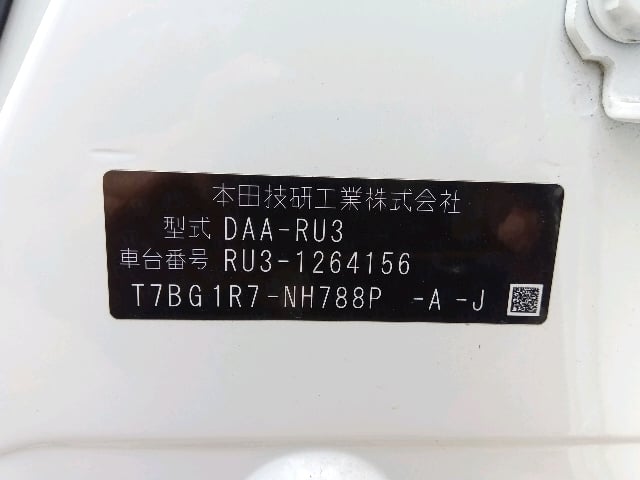 本田技研工業株式会社
型式 DAA-RU3
車台番号 RU3-1264156
T7BG1R7-NH788P -A -J